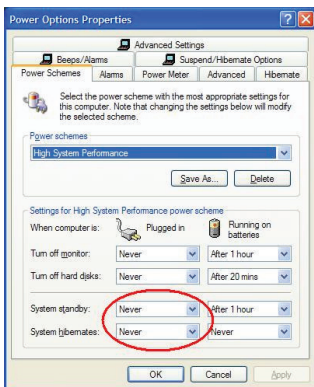 Power Options Properties
Advanced Settings
Beeps/Alarms
Suspend/Hibernate Options
Power Schemes
Alarms
Power Meter
Advanced
Hibernate
Select the power scheme with the most appropriate settings for
this computer. Note that changing the settings below will modify
the selected scheme.
Power schemes
High System Performance
Save As...
Delete
Settings for High System Performance power scheme
When computer is:
Plugged in
Running on
batteries
Turn off monitor:
Never
After 1 hour
Turn off hard disks:
Never
After 20 mins
System standby:
Never
After 1 hour
System hibernates:
Never
Never
OK
Cancel
Apply